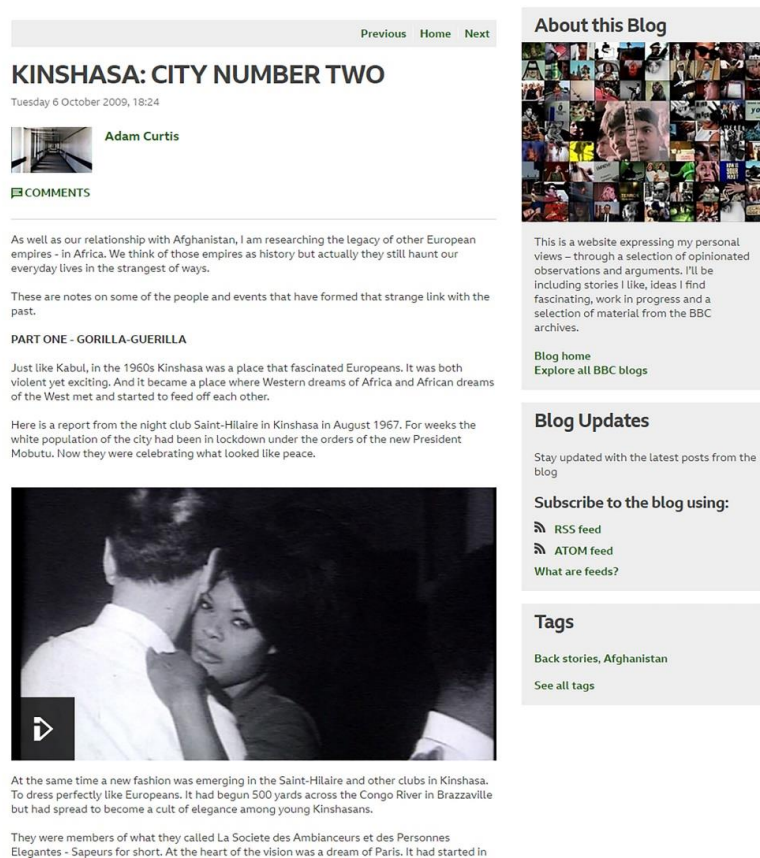 Previous Home Next
KINSHASA: CITY NUMBER TWO
Tuesday 6 October 2009, 18:24
Adam Curtis
COMMENTS
As well as our relationship with Afghanistan, I am researching the legacy of other European
empires - in Africa. We think of those empires as history but actually they still haunt our
everyday lives in the strangest of ways.
These are notes on some of the people and events that have formed that strange link with the
past.
PART ONE - GORILLA-GUERILLA
Just like Kabul, in the 1960s Kinshasa was a place that fascinated Europeans. It was both
violent yet exciting. And it became a place where Western dreams of Africa and African dreams
of the West met and started to feed off each other.
Here is a report from the night club Saint-Hilaire in Kinshasa in August 1967. For weeks the
white population of the city had been in lockdown under the orders of the new President
Mobutu. Now they were celebrating what looked like peace.
At the same time a new fashion was emerging in the Saint-Hilaire and other clubs in Kinshasa.
To dress perfectly like Europeans. It had begun 500 yards across the Congo River in Brazzaville
but had spread to become a cult of elegance among young Kinshasans.
They were members of what they called La Societe des Ambianceurs et des Personnes
Elegantes - Sapeurs for short. At the heart of the vision was a dream of Paris. It had started in
About this Blog
This is a website expressing my personal
views – through a selection of opinionated
observations and arguments. I'll be
including stories I like, ideas I find
fascinating, work in progress and a
selection of material from the BBC
archives.
Blog home
Explore all BBC blogs
Blog Updates
Stay updated with the latest posts from the
blog
Subscribe to the blog using:
RSS feed
ATOM feed
What are feeds?
Tags
Back stories, Afghanistan
See all tags